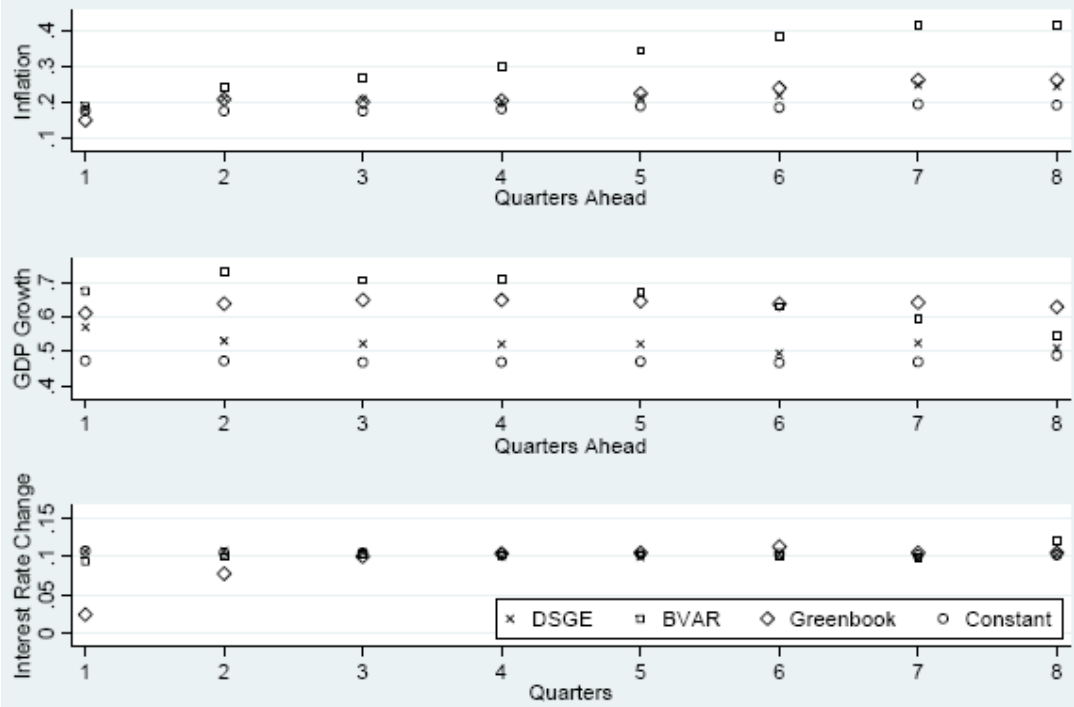 Inflation
.4
.3
.2
.1
1 2 3 4 5 6 7 8
Quarters Ahead
GDP Growth
.7
.6
.5
.4
1 2 3 4 5 6 7 8
Quarters Ahead
Interest Rate Change
.15
.1
.05
0
DSGE BVAR Greenbook Constant
1 2 3 4 5 6 7 8
Quarters